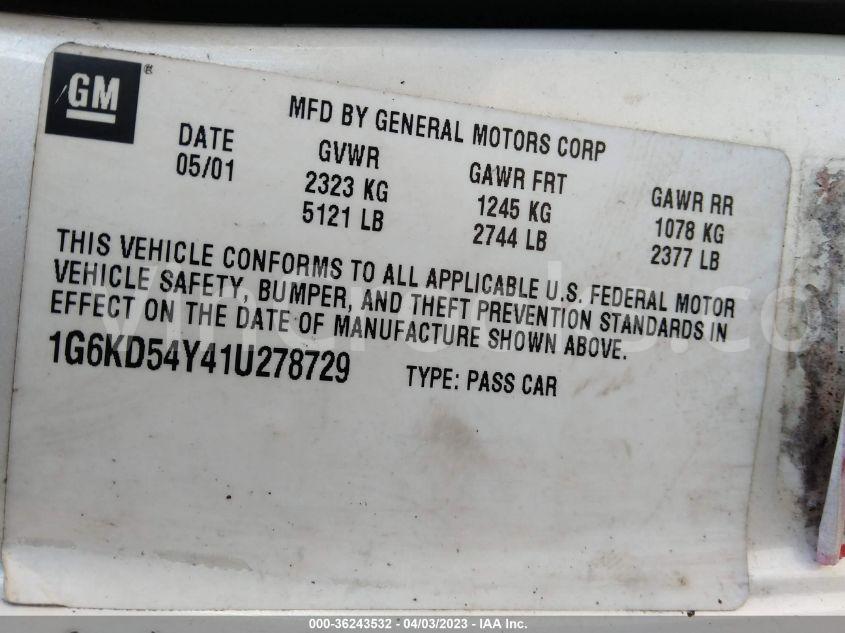 GM®
MFD BY GENERAL MOTORS CORP
DATE GVWR GAWR FRT GAWR RR
05/01 2323 KG 1245 KG 1078 KG
5121 LB 2744 LB 2377 LB
THIS VEHICLE CONFORMS TO ALL APPLICABLE U.S. FEDERAL MOTOR
VEHICLE SAFETY, BUMPER, AND THEFT PREVENTION STANDARDS IN
EFFECT ON THE DATE OF MANUFACTURE SHOWN ABOVE.
1G6KD54Y41U278729 TYPE: PASS CAR
000-36243532 - 04/03/2023 - IAA Inc.